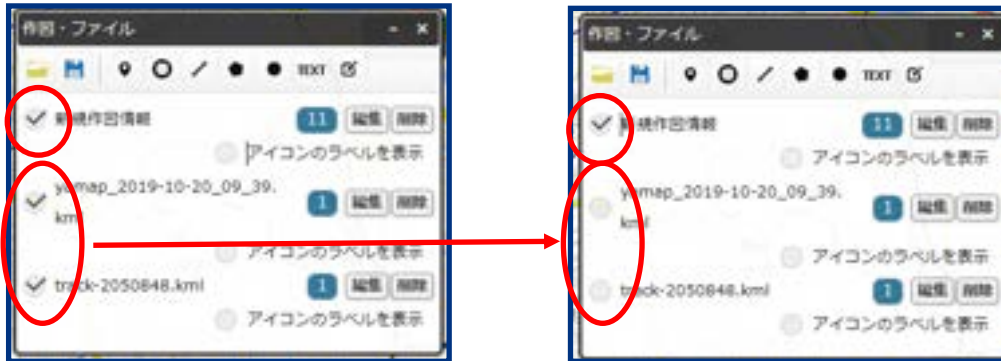 作図・ファイル
TEXT
新規作図情報 11 編集 削除
アイコンのラベルを表示
yamap_2019-10-20_09_39.
kml
1 編集 削除
アイコンのラベルを表示
track-2050848.kml 1 編集 削除
アイコンのラベルを表示
作図・ファイル
TEXT
新規作図情報 11 編集 削除
アイコンのラベルを表示
yamap_2019-10-20_09_39.
kml
1 編集 削除
アイコンのラベルを表示
track-2050848.kml 1 編集 削除
アイコンのラベルを表示